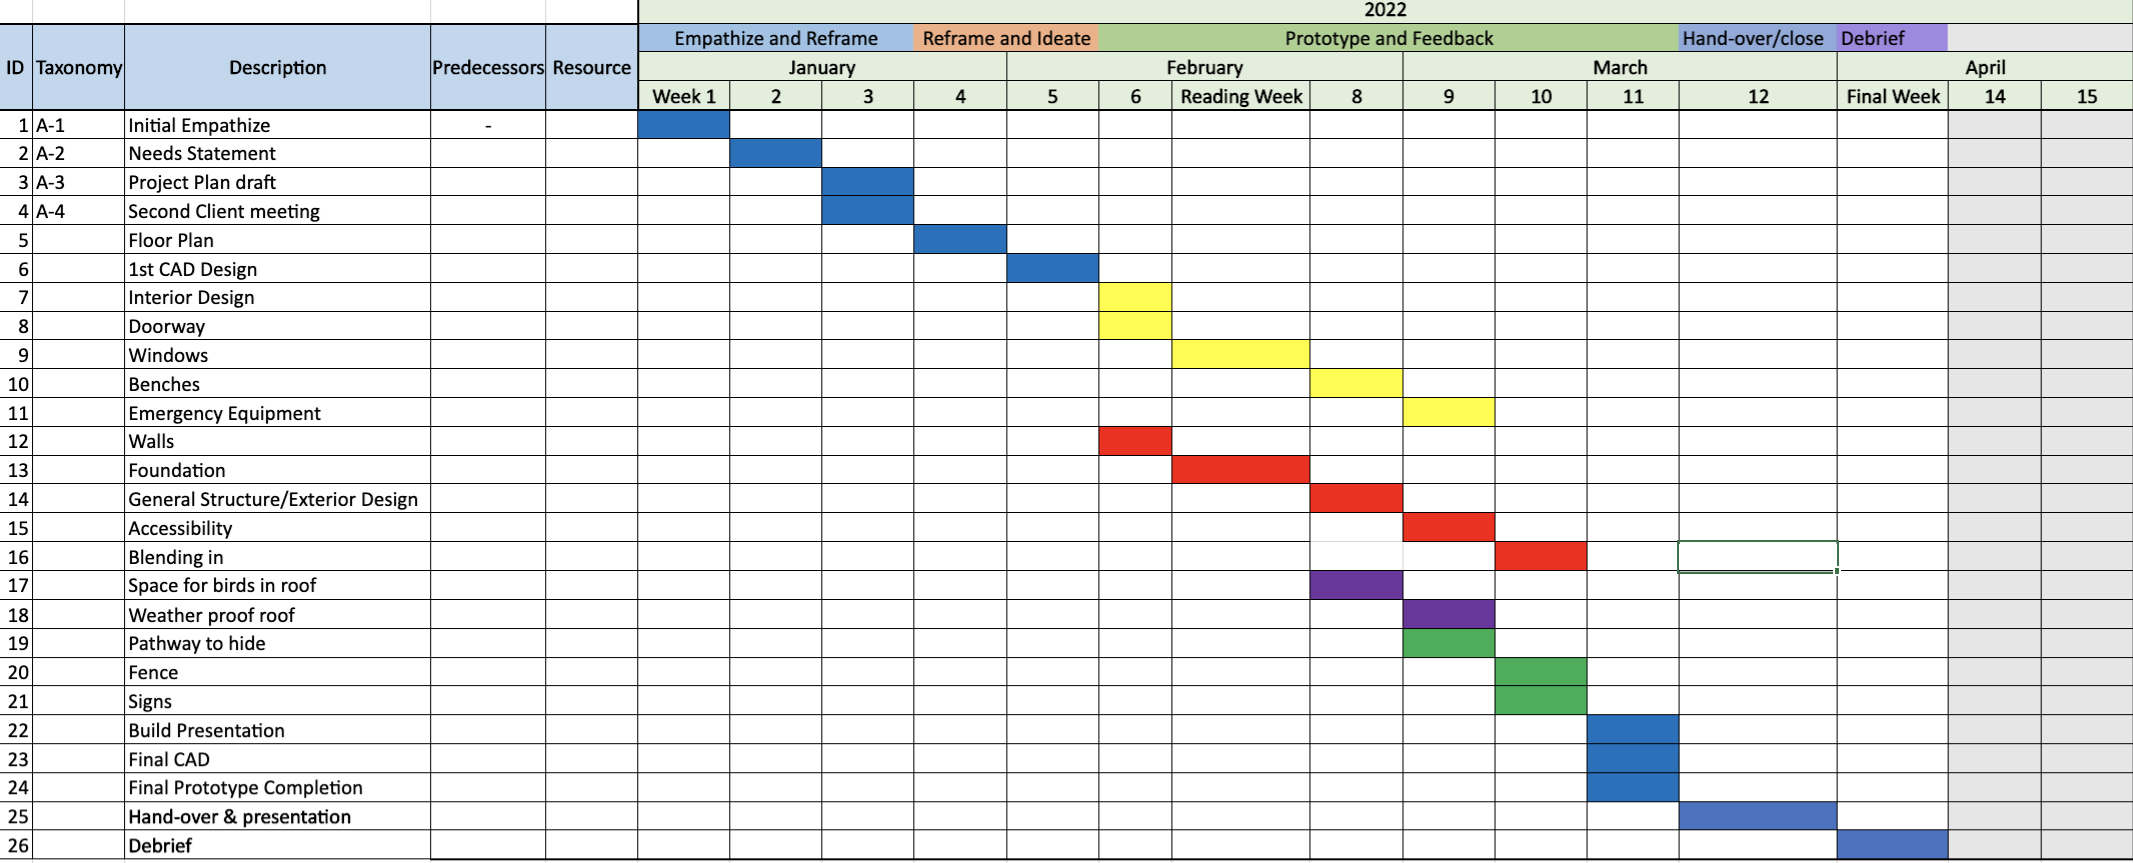 2022
Empathize and Reframe Reframe and Ideate Prototype and Feedback Hand-over/close Debrief
ID Taxonomy Description Predecessors Resource January February March April
Week 1 2 3 4 5 6 Reading Week 8 9 10 11 12 Final Week 14 15
1 A-1 Initial Empathize -
2 A-2 Needs Statement
3 A-3 Project Plan draft
4 A-4 Second Client meeting
5 Floor Plan
6 1st CAD Design
7 Interior Design
8 Doorway
9 Windows
10 Benches
11 Emergency Equipment
12 Walls
13 Foundation
14 General Structure/Exterior Design
15 Accessibility
16 Blending in
17 Space for birds in roof
18 Weather proof roof
19 Pathway to hide
20 Fence
21 Signs
22 Build Presentation
23 Final CAD
24 Final Prototype Completion
25 Hand-over & presentation
26 Debrief